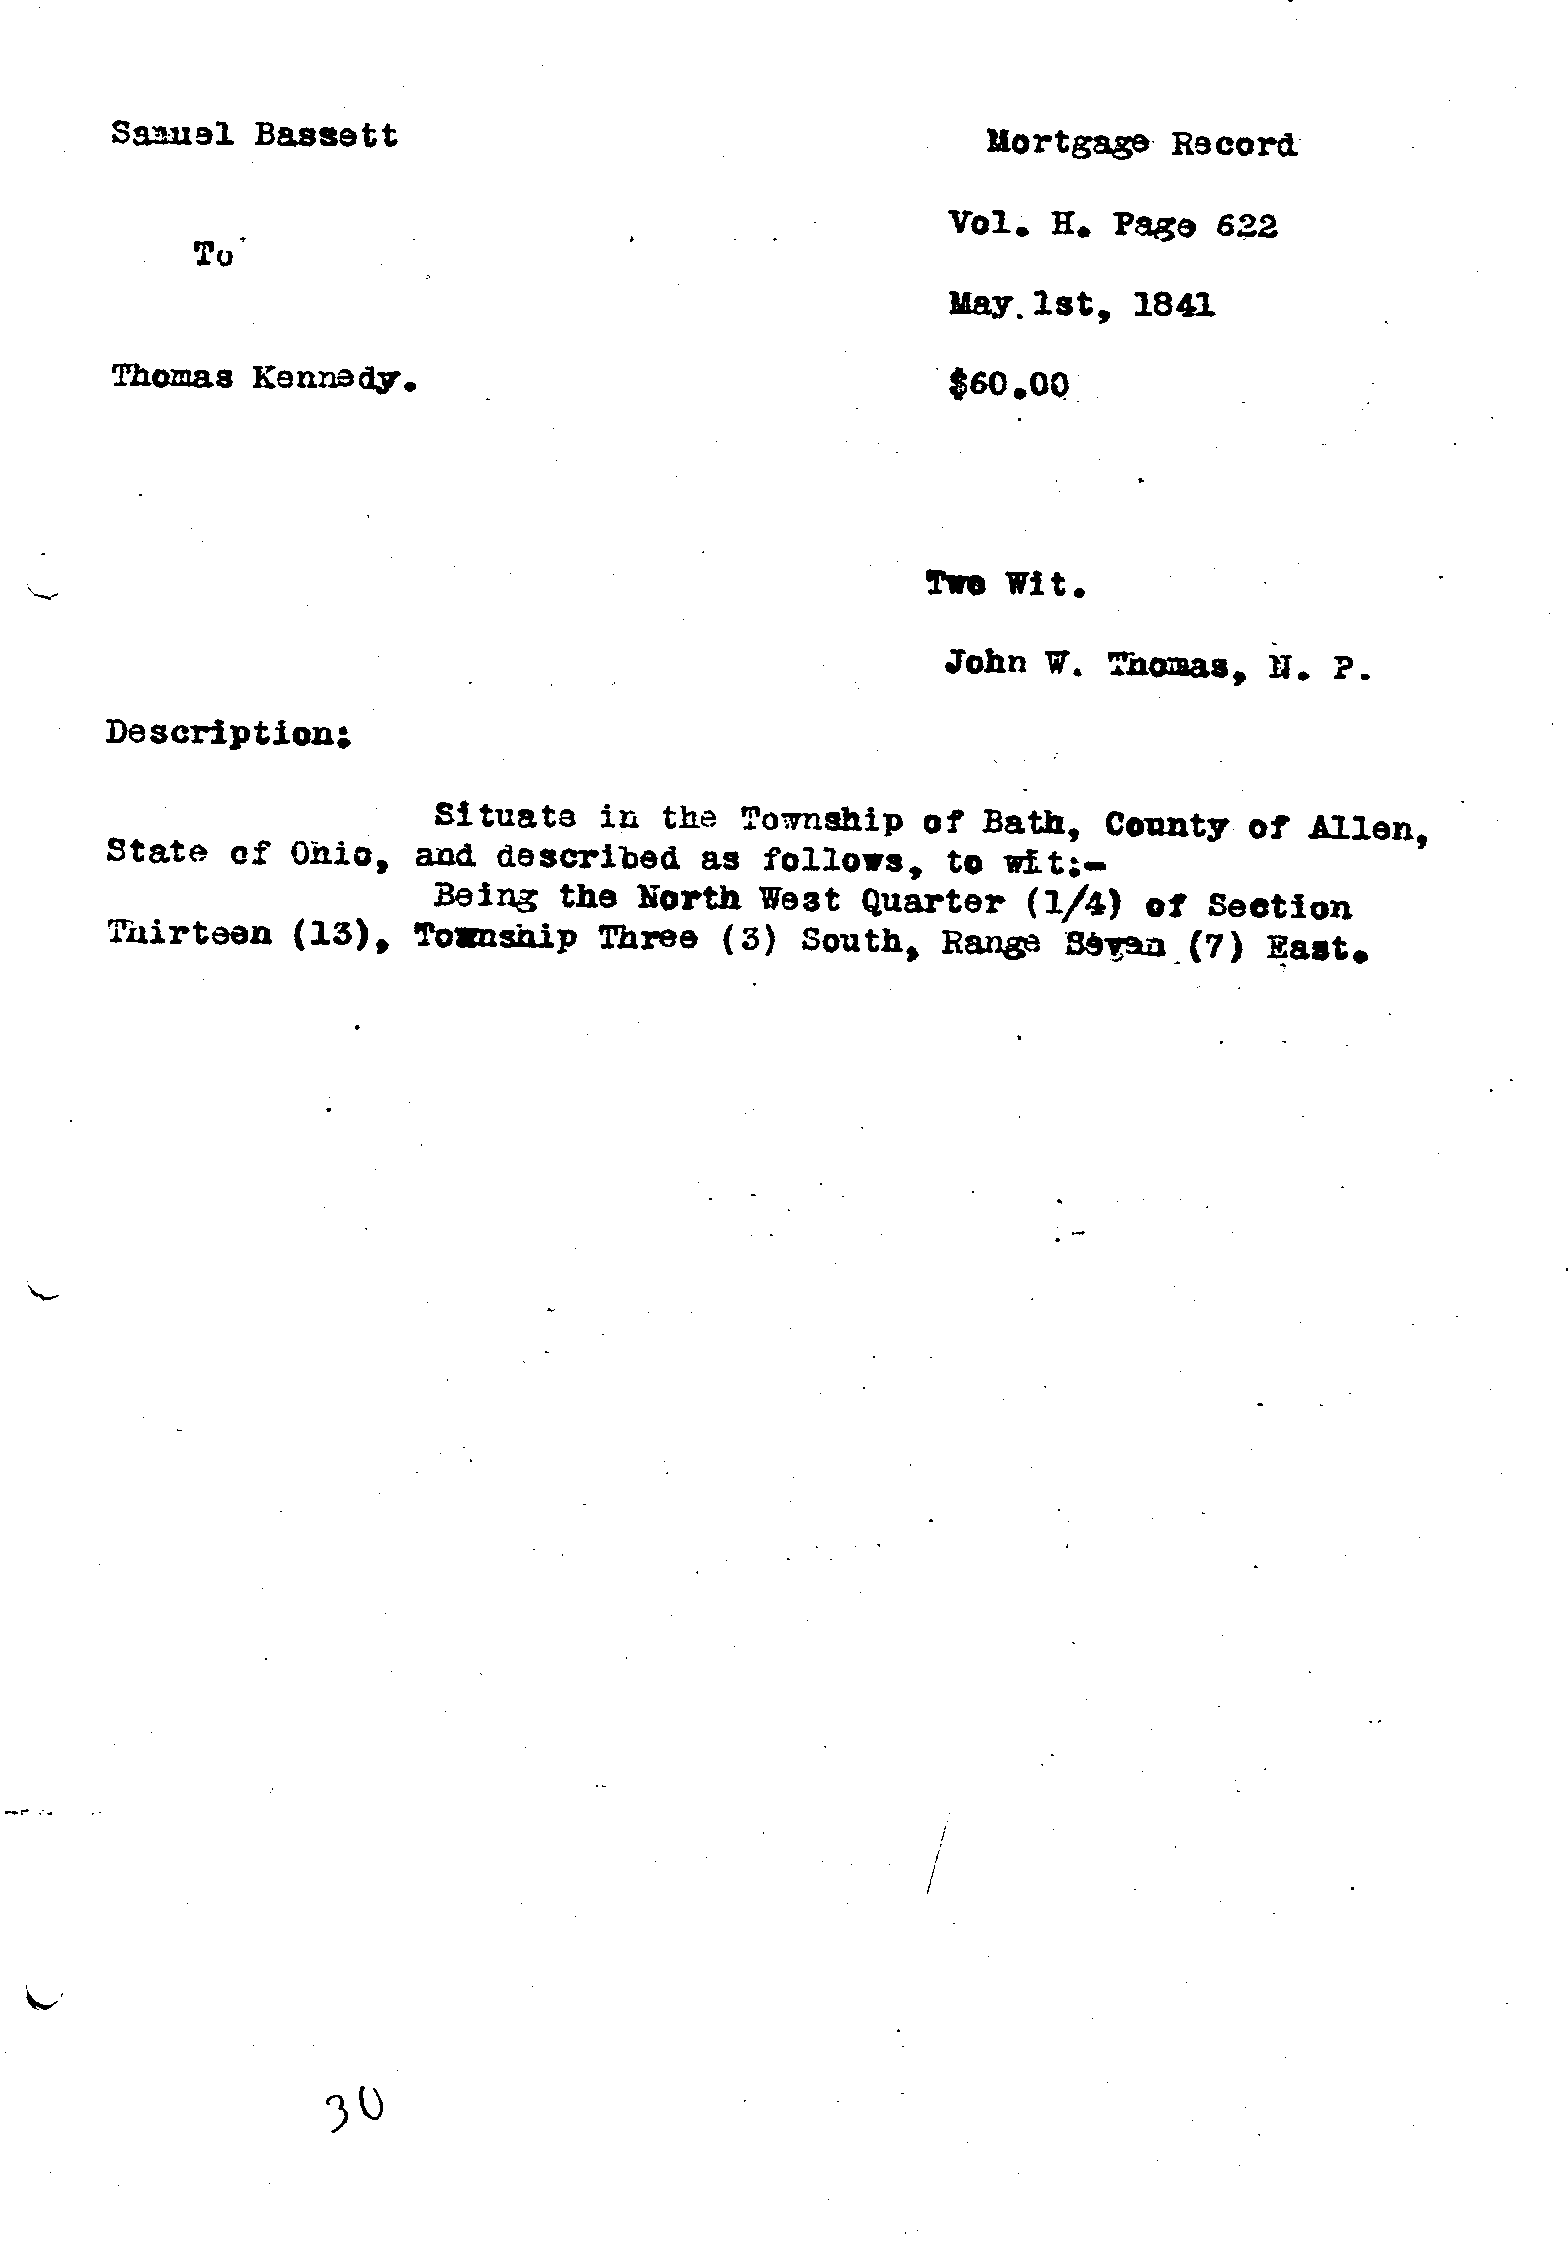 Samuel Bassett
To
Thomas Kennedy.
Mortgage Record
Vol. H. Page 622
May 1st, 1841
$60.00
Two Wit.
John W. Thomas, N. P.
Description:
Situate in the Township of Bath, County of Allen,
State of Ohio, and described as follows, to wit:-
Being the North West Quarter (1/4) of Section
Thirteen (13), Township Three (3) South, Range Seven (7) East.
30